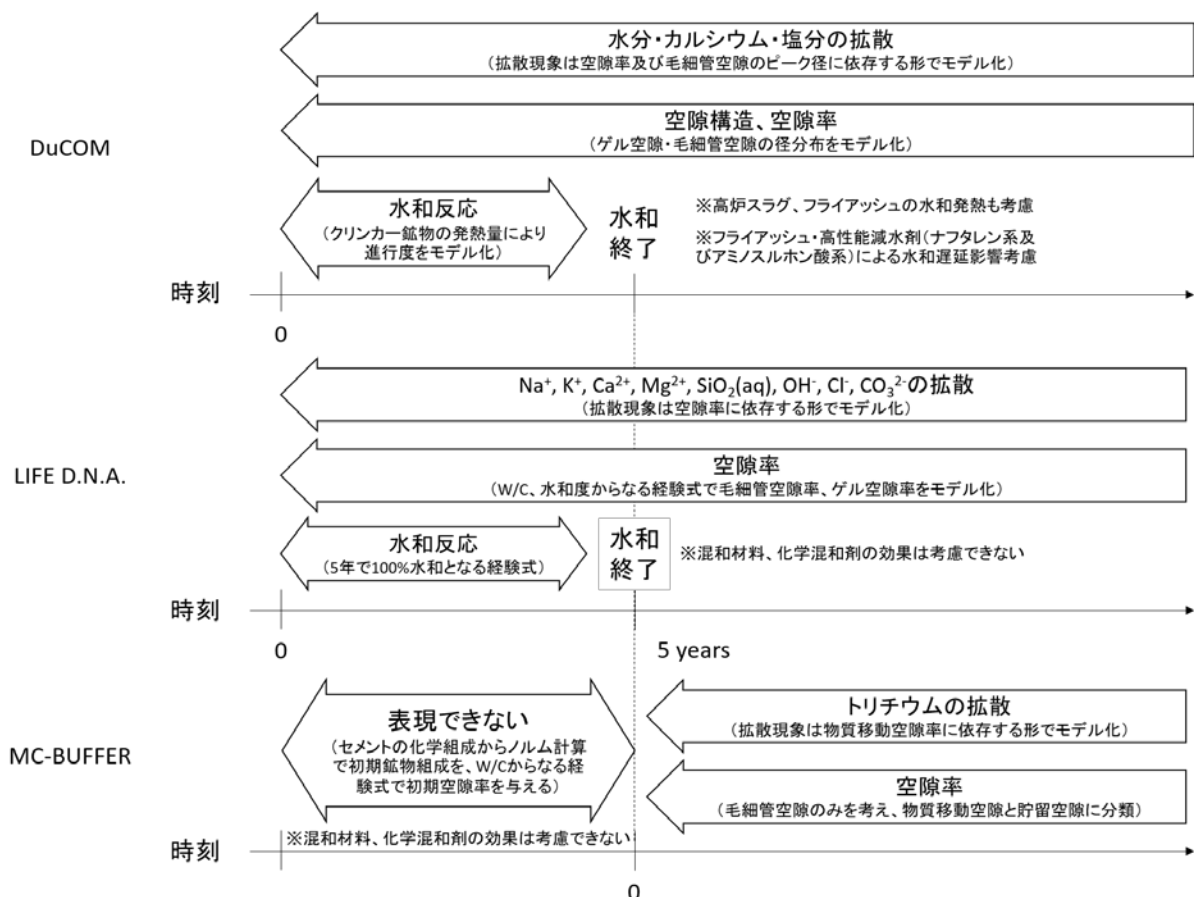 水分・カルシウム・塩分の拡散
（拡散現象は空隙率及び毛細管空隙のピーク径に依存する形でモデル化）
空隙構造、空隙率
（ゲル空隙・毛細管空隙の径分布をモデル化）
DuCOM
水和反応
（クリンカー鉱物の発熱量により
進行度をモデル化）
水和
終了
※高炉スラグ、フライアッシュの水和発熱も考慮
※フライアッシュ・高性能減水剤（ナフタレン系及
びアミノスルホン酸系）による水和遅延影響考慮
時刻
0
Na⁺, K⁺, Ca²⁺, Mg²⁺, SiO₂(aq), OH⁻, Cl⁻, CO₃²⁻の拡散
（拡散現象は空隙率に依存する形でモデル化）
LIFE D.N.A.
空隙率
（W/C、水和度からなる経験式で毛細管空隙率、ゲル空隙率をモデル化）
水和反応
（5年で100%水和となる経験式）
水和
終了
※混和材料、化学混和剤の効果は考慮できない
時刻
0
5 years
MC-BUFFER
表現できない
（セメントの化学組成からノルム計算
で初期鉱物組成を、W/Cからなる経
験式で初期空隙率を与える）
トリチウムの拡散
（拡散現象は物質移動空隙率に依存する形でモデル化）
空隙率
（毛細管空隙のみを考え、物質移動空隙と貯留空隙に分類）
※混和材料、化学混和剤の効果は考慮できない
時刻
0